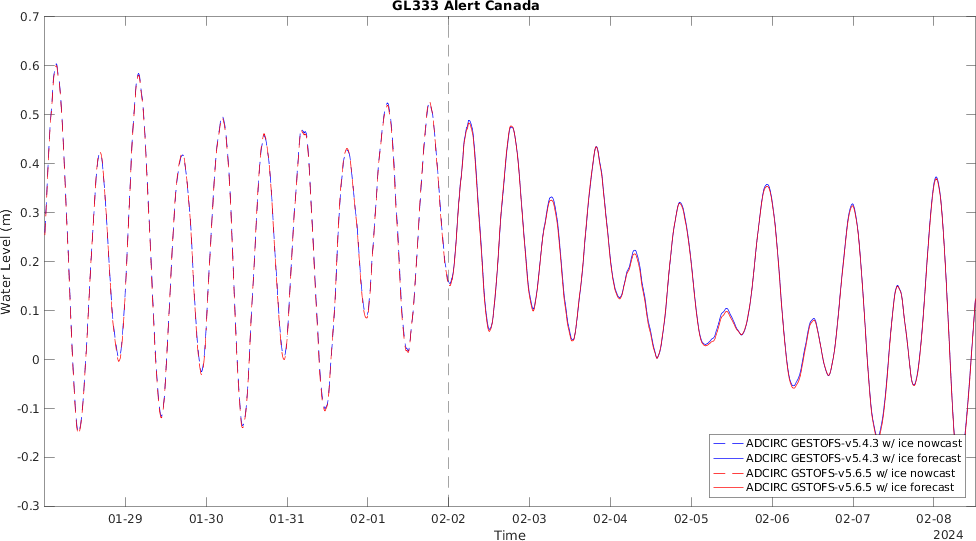 GL333 Alert Canada
0.7
0.6
0.5
0.4
0.3
0.2
0.1
0
-0.1
-0.2
-0.3
Water Level (m)
ADCIRC GESTOFS-v5.4.3 w/ ice nowcast
ADCIRC GESTOFS-v5.4.3 w/ ice forecast
ADCIRC GSTOFS-v5.6.5 w/ ice nowcast
ADCIRC GSTOFS-v5.6.5 w/ ice forecast
01-29 01-30 01-31 02-01 02-02 02-03 02-04 02-05 02-06 02-07 02-08
Time
2024